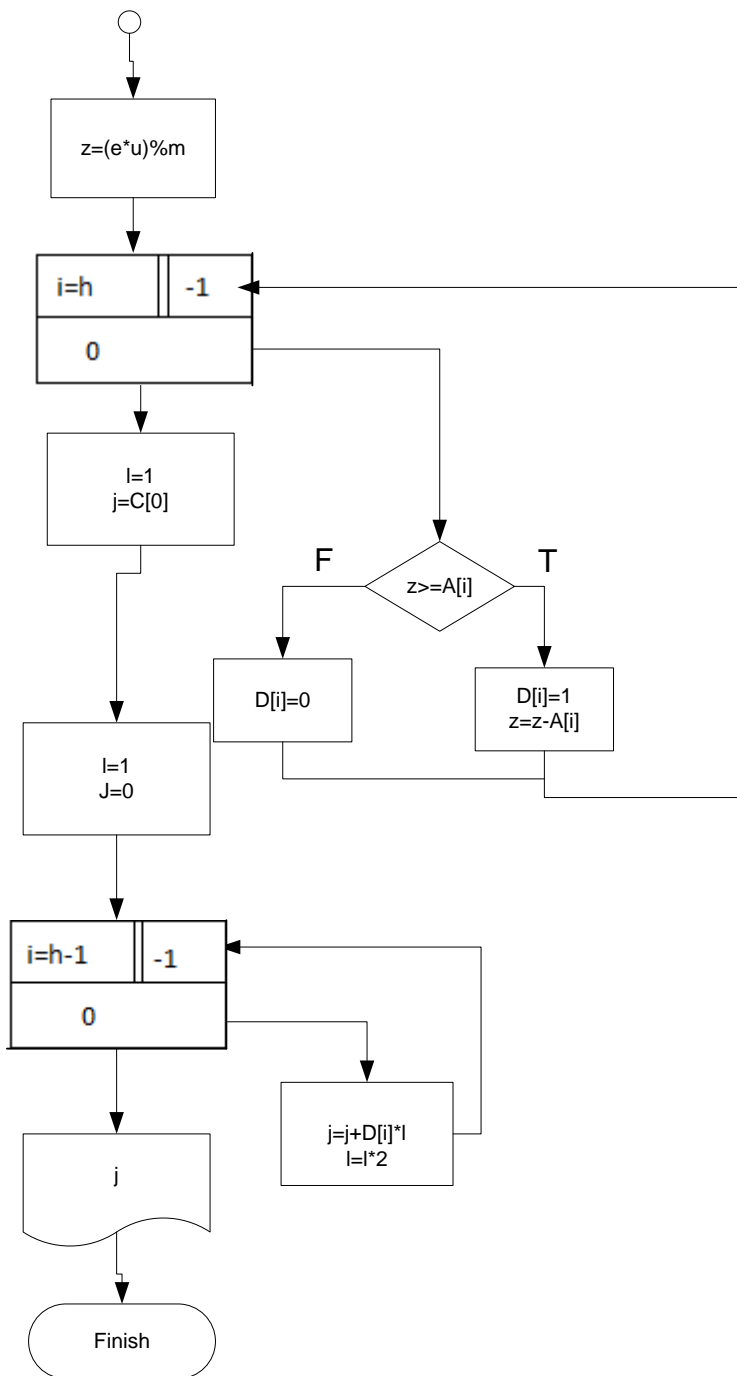 z=(e*u)%m
i=h
-1
0
l=1
j=C[0]
F
T
z>=A[i]
D[i]=0
D[i]=1
z=z-A[i]
l=1
J=0
i=h-1
-1
0
j=j+D[i]*l
l=l*2
j
Finish